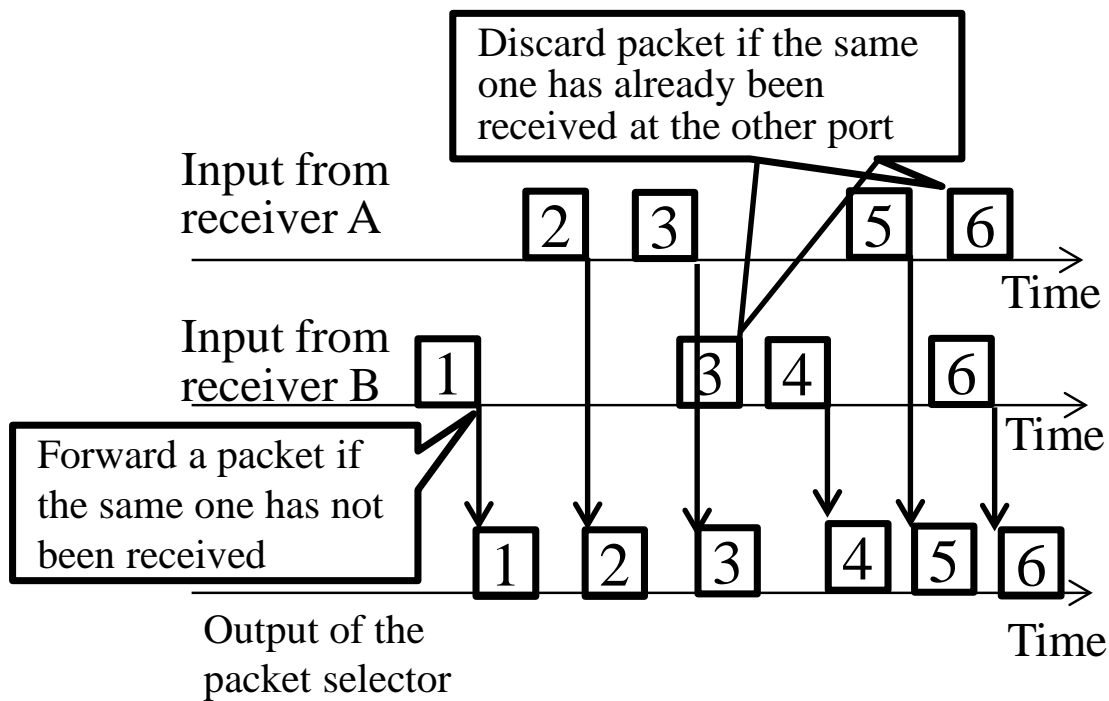 Discard packet if the same
one has already been
received at the other port
Input from
receiver A
2
3
5
6
Time
Input from
receiver B
1
3
4
6
Time
Forward a packet if
the same one has not
been received
1
2
3
4
5
6
Output of the
packet selector
Time